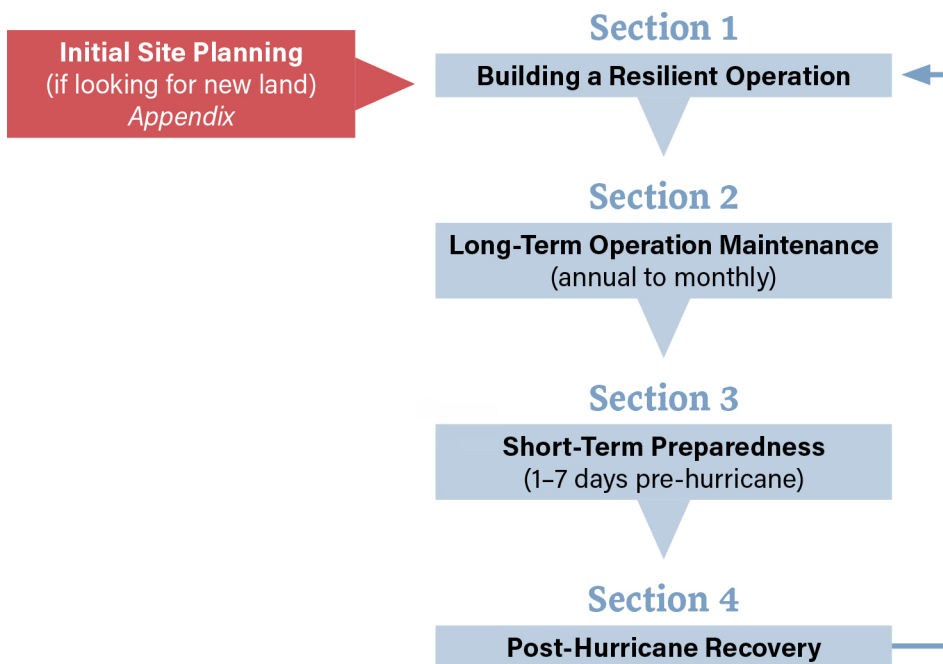 Initial Site Planning
(if looking for new land)
Appendix
Section 1
Building a Resilient Operation
Section 2
Long-Term Operation Maintenance
(annual to monthly)
Section 3
Short-Term Preparedness
(1–7 days pre-hurricane)
Section 4
Post-Hurricane Recovery